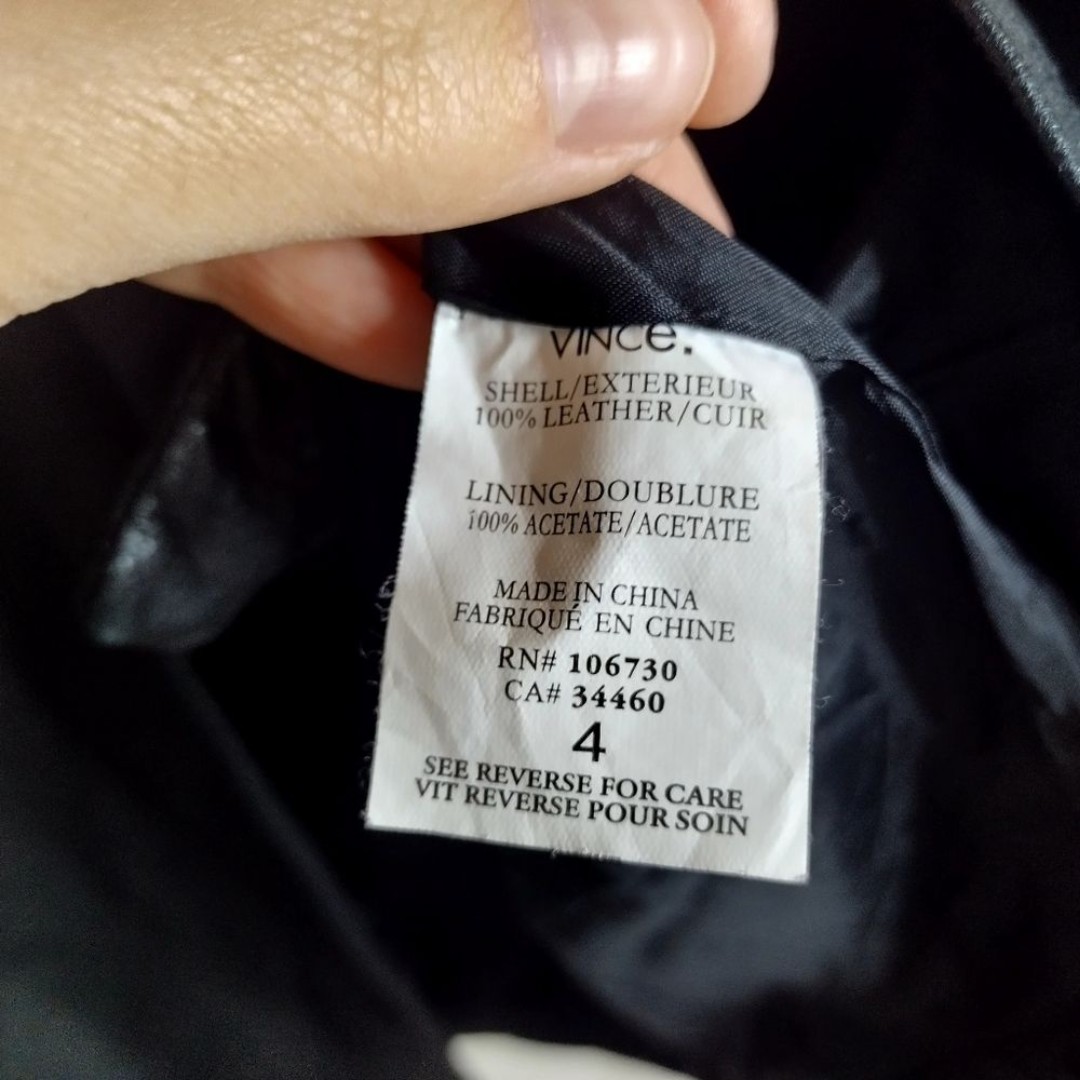 VINCe.
SHELL/EXTERIEUR
100% LEATHER/CUIR
LINING/DOUBLURE
100% ACETATE/ACETATE
MADE IN CHINA
FABRIQUÉ EN CHINE
RN# 106730
CA# 34460
4
SEE REVERSE FOR CARE
VIT REVERSE POUR SOIN